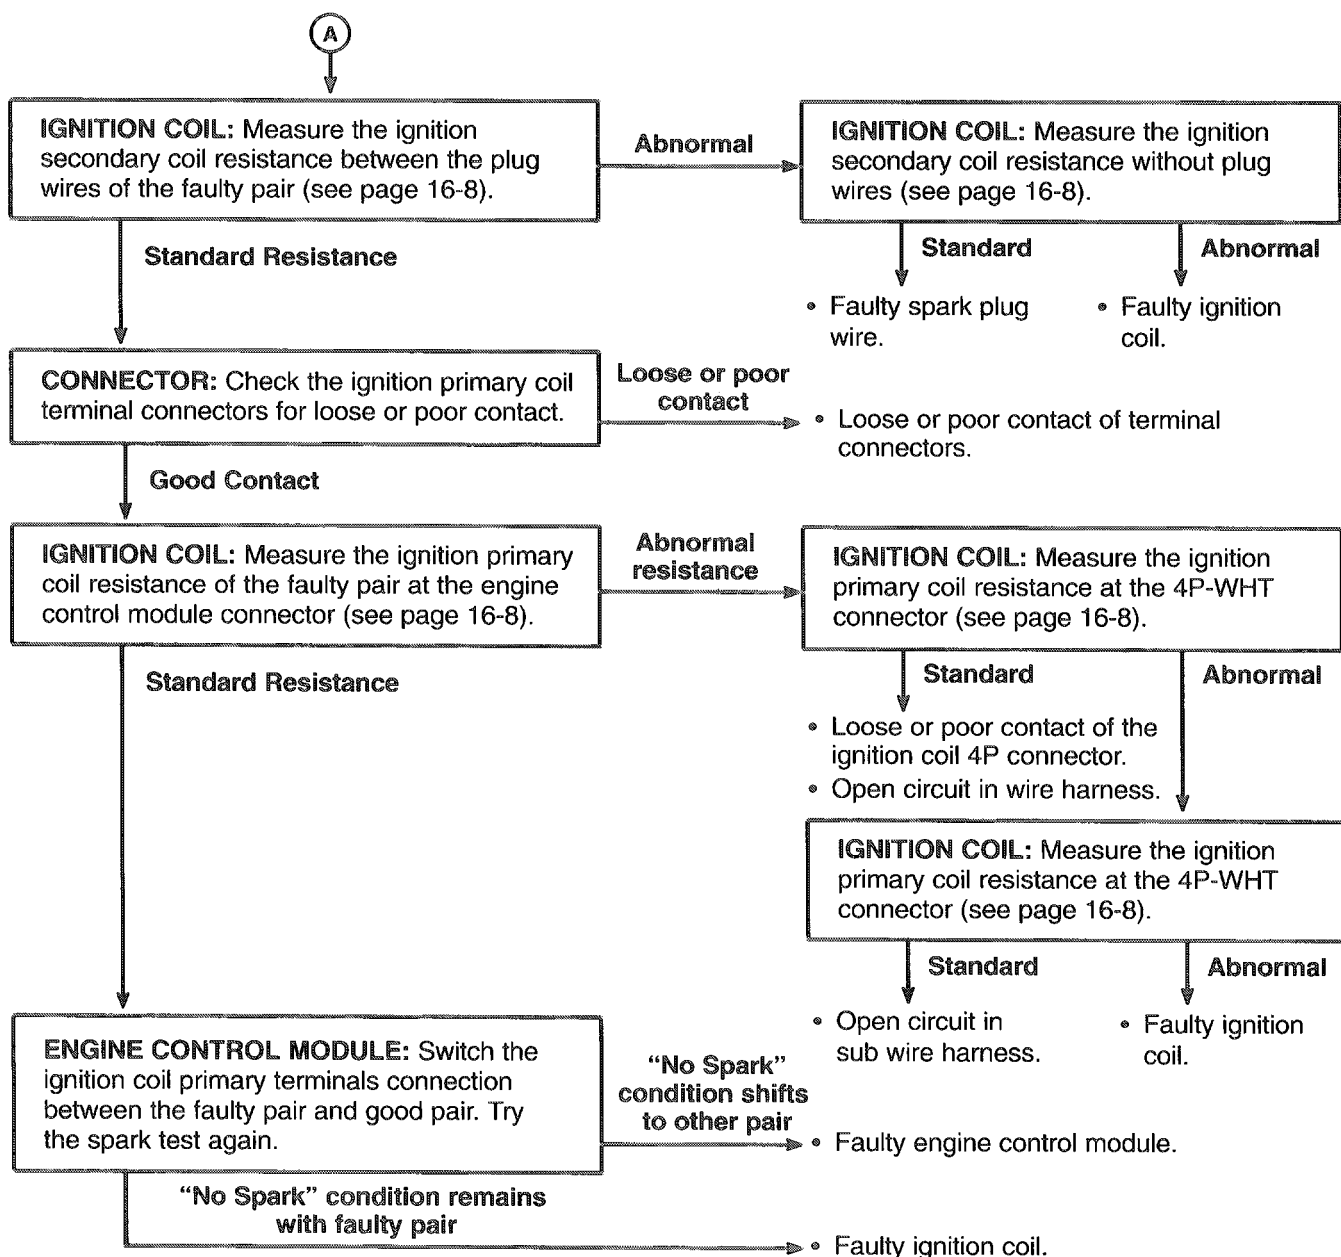 A
IGNITION COIL: Measure the ignition
secondary coil resistance between the plug
wires of the faulty pair (see page 16-8).
Abnormal
IGNITION COIL: Measure the ignition
secondary coil resistance without plug
wires (see page 16-8).
Standard Resistance
Standard
Abnormal
• Faulty spark plug
wire.
• Faulty ignition
coil.
CONNECTOR: Check the ignition primary coil
terminal connectors for loose or poor contact.
Loose or poor
contact
• Loose or poor contact of terminal
connectors.
Good Contact
IGNITION COIL: Measure the ignition primary
coil resistance of the faulty pair at the engine
control module connector (see page 16-8).
Abnormal
resistance
IGNITION COIL: Measure the ignition
primary coil resistance at the 4P-WHT
connector (see page 16-8).
Standard Resistance
Standard
Abnormal
• Loose or poor contact of the
ignition coil 4P connector.
• Open circuit in wire harness.
IGNITION COIL: Measure the ignition
primary coil resistance at the 4P-WHT
connector (see page 16-8).
Standard
Abnormal
• Open circuit in
sub wire harness.
• Faulty ignition
coil.
ENGINE CONTROL MODULE: Switch the
ignition coil primary terminals connection
between the faulty pair and good pair. Try
the spark test again.
“No Spark”
condition shifts
to other pair
• Faulty engine control module.
“No Spark” condition remains
with faulty pair
• Faulty ignition coil.